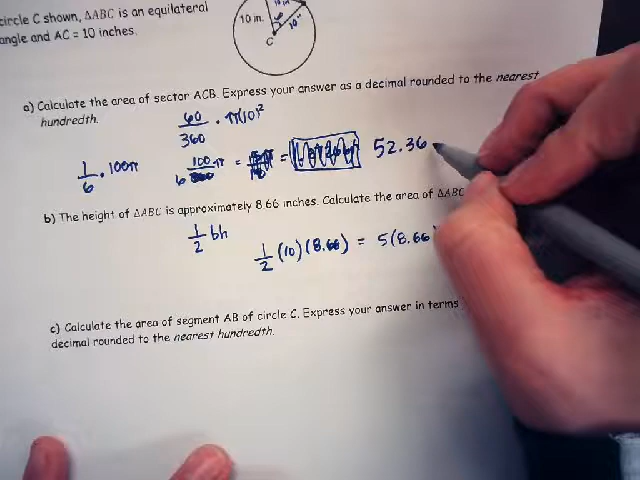 circle C shown, ΔABC is an equilateral
angle and AC = 10 inches.
10 in.
10"
C
a) Calculate the area of sector ACB. Express your answer as a decimal rounded to the nearest
hundredth.
60/360 · π(10)²
1/6 · 100π
100π/6 = = 52.36
b) The height of ΔABC is approximately 8.66 inches. Calculate the area of ΔABC
1/2 bh
1/2 (10)(8.66) = 5(8.66
c) Calculate the area of segment AB of circle C. Express your answer in terms
decimal rounded to the nearest hundredth.